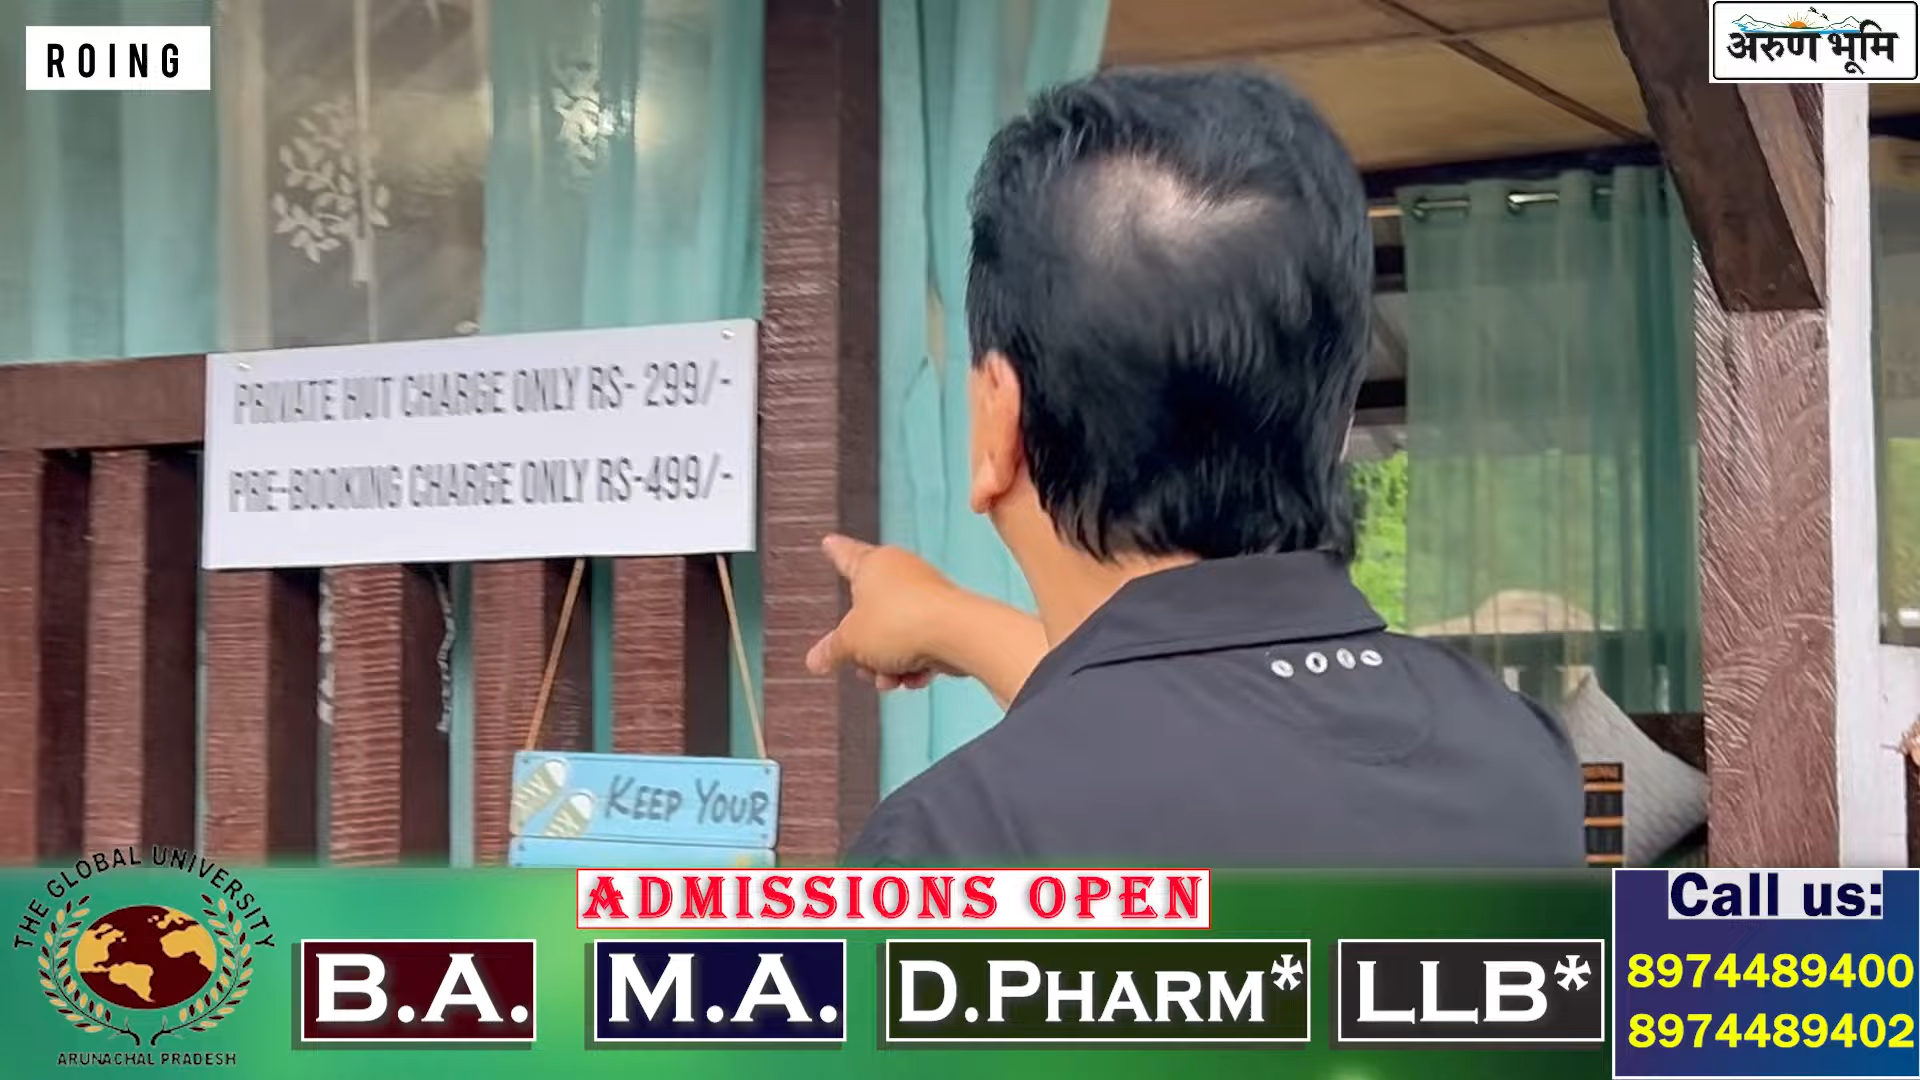 ROING
अरुण भूमि
PRIVATE HUT CHARGE ONLY RS- 299/-
PRE-BOOKING CHARGE ONLY RS-499/-
KEEP YOUR
THE GLOBAL UNIVERSITY
ARUNACHAL PRADESH
ADMISSIONS OPEN
B.A.
M.A.
D.PHARM*
LLB*
Call us:
8974489400
8974489402